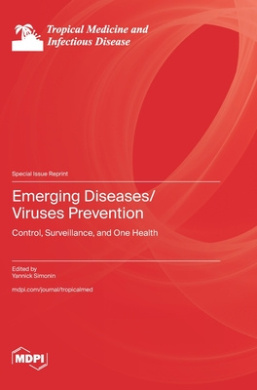 Tropical Medicine and
Infectious Disease
Special Issue Reprint
Emerging Diseases/
Viruses Prevention
Control, Surveillance, and One Health
Edited by
Yannick Simonin
mdpi.com/journal/tropicalmed
MDPI